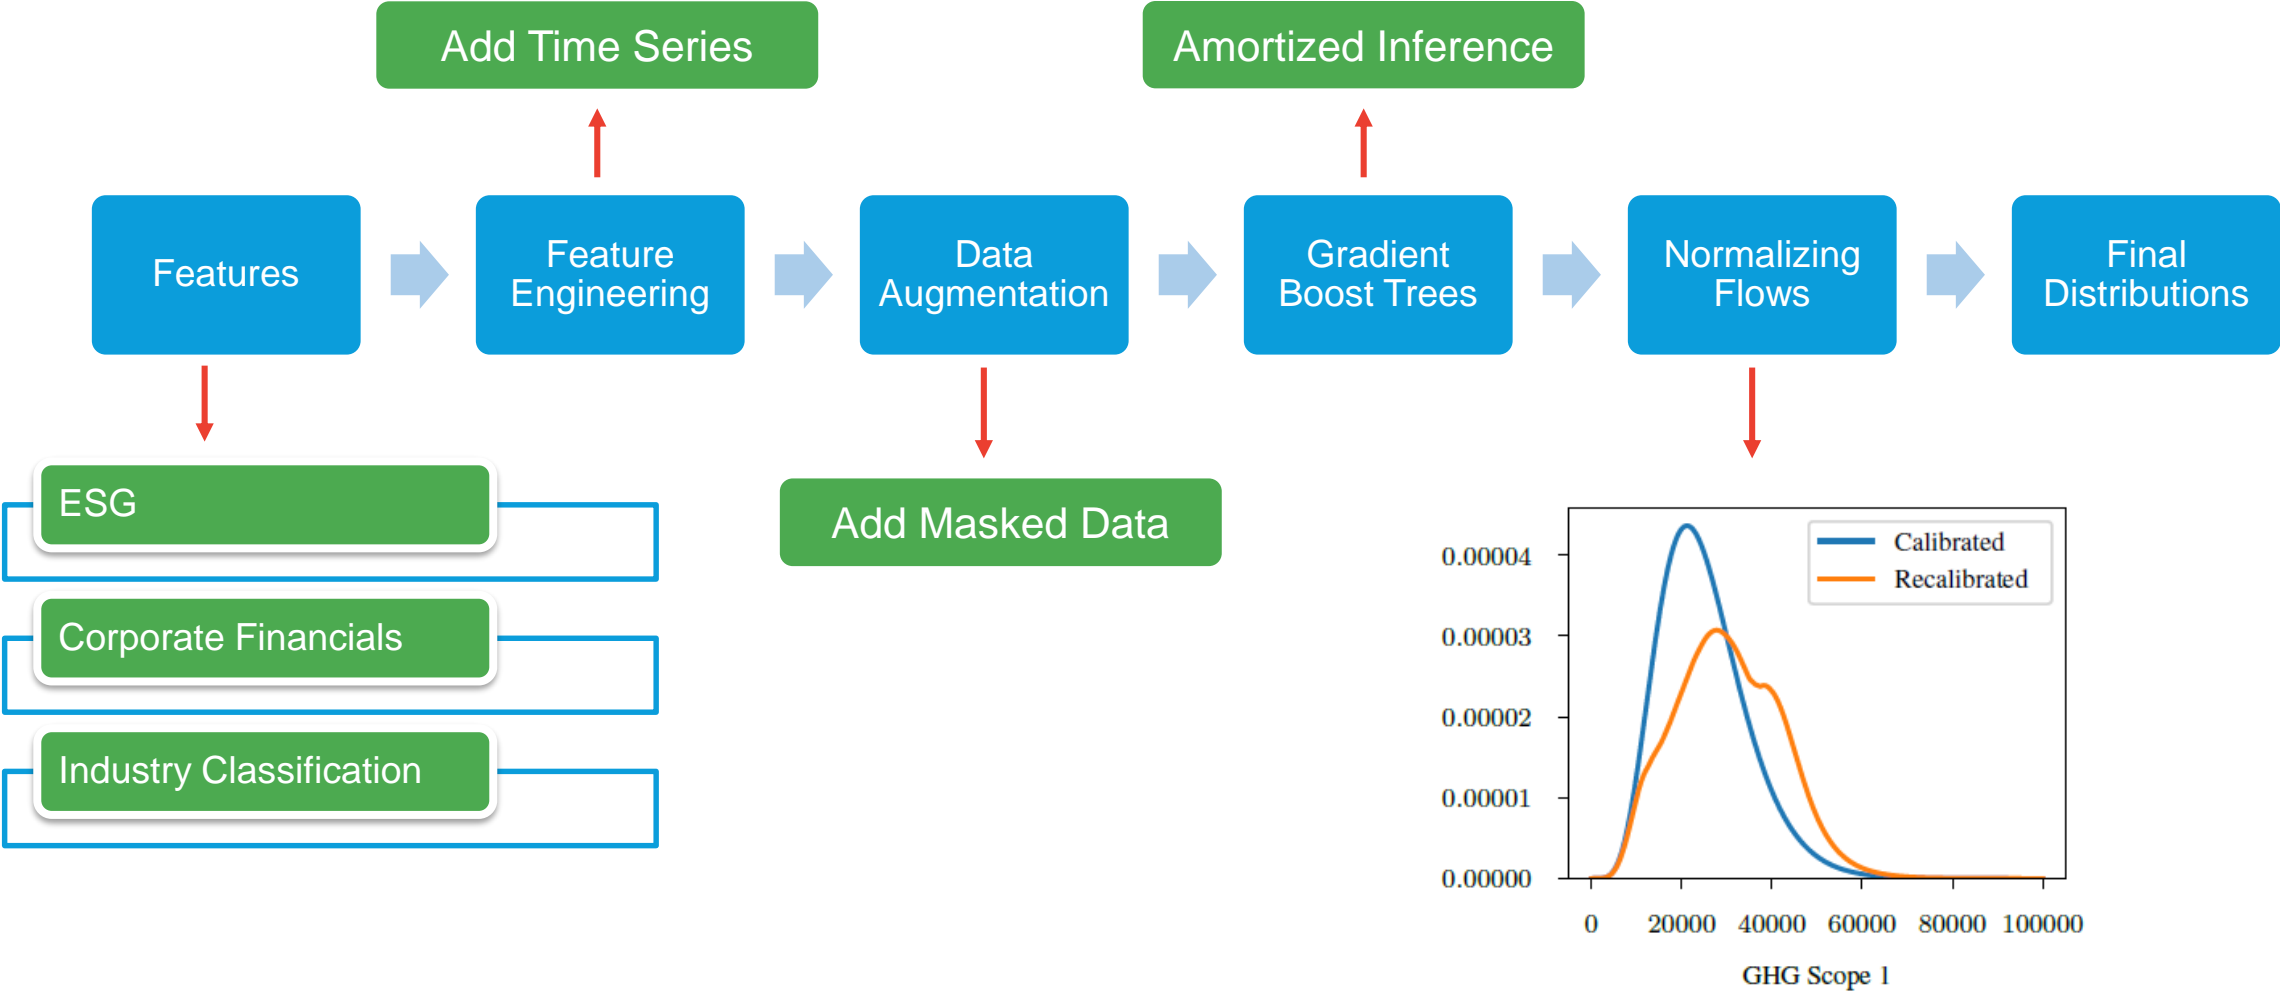 Add Time Series
Amortized Inference
Features
Feature
Engineering
Data
Augmentation
Gradient
Boost Trees
Normalizing
Flows
Final
Distributions
ESG
Corporate Financials
Industry Classification
Add Masked Data
Calibrated
Recalibrated
0.00004
0.00003
0.00002
0.00001
0.00000
0 20000 40000 60000 80000 100000
GHG Scope 1